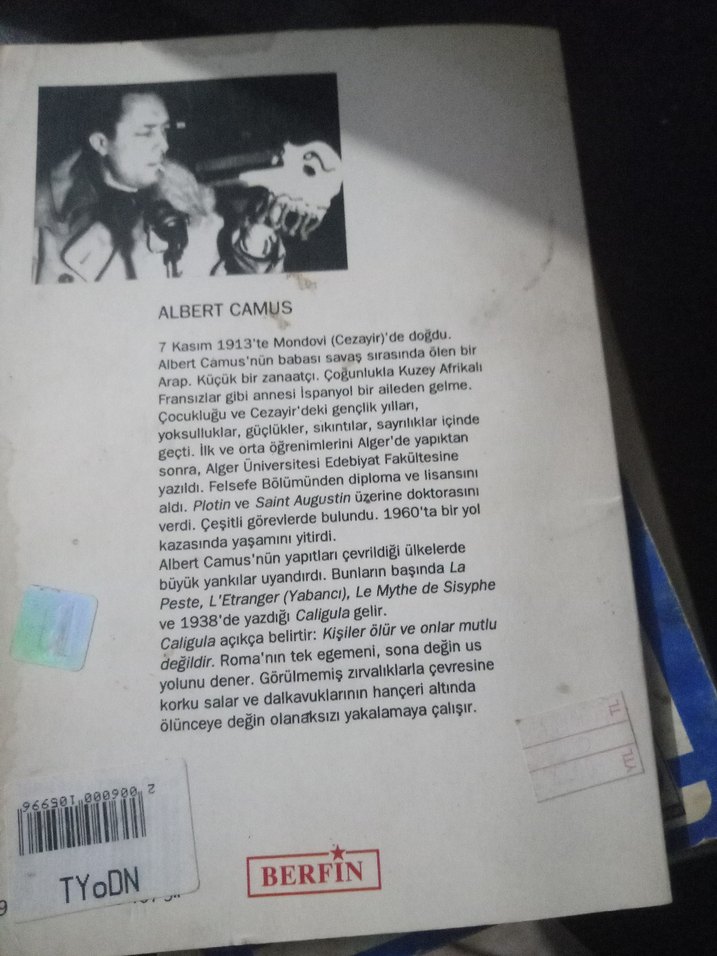 ALBERT CAMUS
7 Kasım 1913'te Mondovi (Cezayir)'de doğdu.
Albert Camus'nün babası savaş sırasında ölen bir
Arap. Küçük bir zanaatçı. Çoğunlukla Kuzey Afrikalı
Fransızlar gibi annesi İspanyol bir aileden gelme.
Çocukluğu ve Cezayir'deki gençlik yılları,
yoksulluklar, güçlükler, sıkıntılar, sayrılıklar içinde
geçti. İlk ve orta öğrenimlerini Alger'de yapıktan
sonra, Alger Üniversitesi Edebiyat Fakültesine
yazıldı. Felsefe Bölümünden diploma ve lisansını
aldı. Plotin ve Saint Augustin üzerine doktorasını
verdi. Çeşitli görevlerde bulundu. 1960'ta bir yol
kazasında yaşamını yitirdi.
Albert Camus'nün yapıtları çevrildiği ülkelerde
büyük yankılar uyandırdı. Bunların başında La
Peste, L'Etranger (Yabancı), Le Mythe de Sisyphe
ve 1938'de yazdığı Caligula gelir.
Caligula açıkça belirtir: Kişiler ölür ve onlar mutlu
değildir. Roma'nın tek egemeni, sona değin us
yolunu dener. Görülmemiş zırvalıklarla çevresine
korku salar ve dalkavuklarının hançeri altında
ölünceye değin olanaksızı yakalamaya çalışır.
TL
YTL
2 006000 105996
TYoDN
BERFİN
9